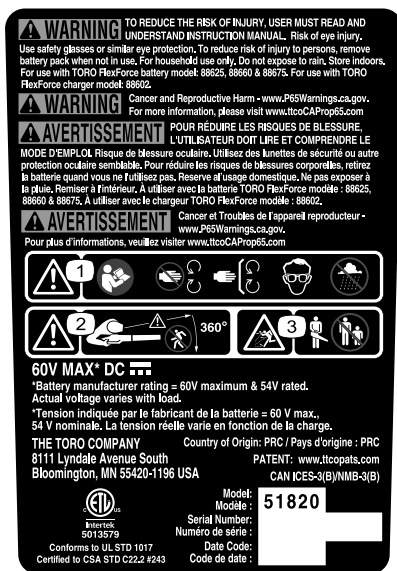 WARNING TO REDUCE THE RISK OF INJURY, USER MUST READ AND
UNDERSTAND INSTRUCTION MANUAL. Risk of eye injury.
Use safety glasses or similar eye protection. To reduce risk of injury to persons, remove
battery pack when not in use. For household use only. Do not expose to rain. Store indoors.
For use with TORO FlexForce battery model: 88625, 88660 & 88675. For use with TORO
FlexForce charger model: 88602.
WARNING Cancer and Reproductive Harm - www.P65Warnings.ca.gov.
For more information, please visit www.ttcoCAProp65.com
AVERTISSEMENT POUR RÉDUIRE LES RISQUES DE BLESSURE,
L'UTILISATEUR DOIT LIRE ET COMPRENDRE LE
MODE D'EMPLOI. Risque de blessure oculaire. Utilisez des lunettes de sécurité ou autre
protection oculaire semblable. Pour réduire les risques de blessures corporelles, retirez
la batterie quand vous ne l'utilisez pas. Reserve al'usage domestique. Ne pas exposer à
la pluie. Remiser à l'intérieur. À utiliser avec la batterie TORO FlexForce modèle : 88625,
88660 & 88675. À utiliser avec le chargeur TORO FlexForce modèle : 88602.
AVERTISSEMENT Cancer et Troubles de l'appareil reproducteur -
www.P65Warnings.ca.gov.
Pour plus d'informations, veuillez visiter www.ttcoCAProp65.com
1
2 360° 3
60V MAX* DC
*Battery manufacturer rating = 60V maximum & 54V rated.
Actual voltage varies with load.
*Tension indiquée par le fabricant de la batterie = 60 V max.,
54 V nominale. La tension réelle varie en fonction de la charge.
THE TORO COMPANY Country of Origin: PRC / Pays d'origine : PRC
8111 Lyndale Avenue South PATENT: www.ttcopats.com
Bloomington, MN 55420-1196 USA CAN ICES-3(B)/NMB-3(B)
c ETL us
Intertek
5013579
Conforms to UL STD 1017
Certified to CSA STD C22.2 #243
Model: 51820
Modèle :
Serial Number:
Numéro de série :
Date Code:
Code de date :